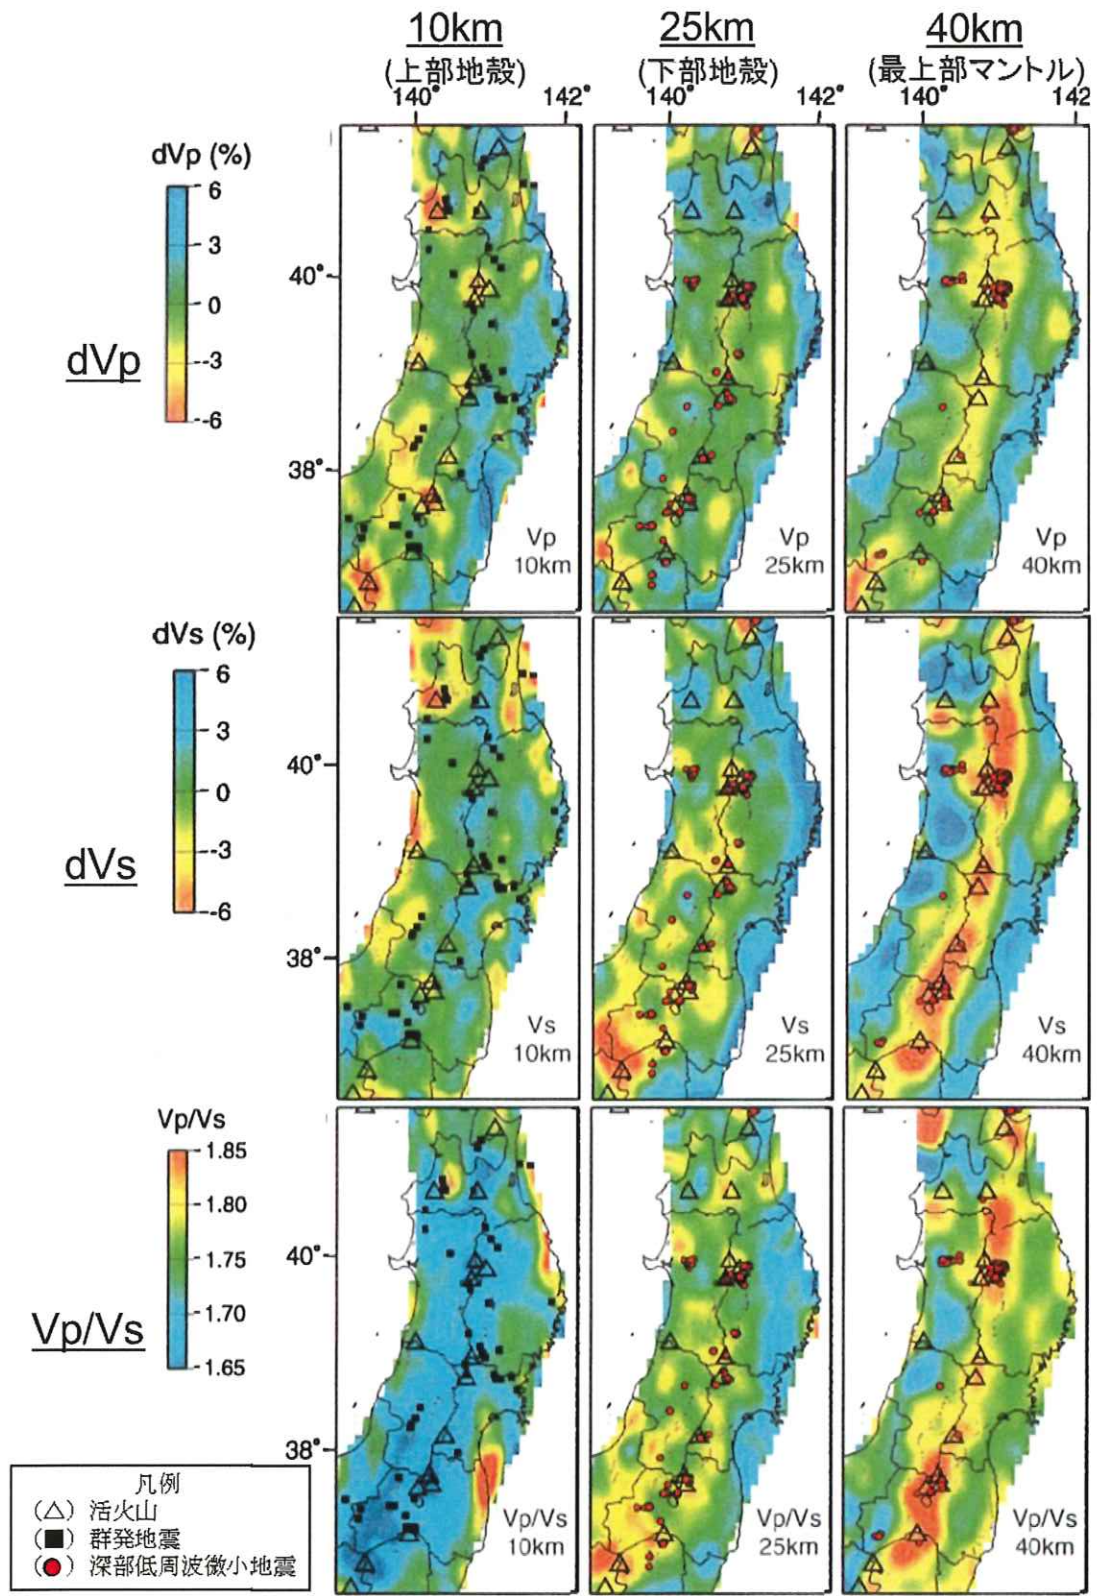 10km 25km 40km
(上部地殻) (下部地殻) (最上部マントル)
140° 142° 140° 142° 140° 142
dVp (%)
6
3
0
-3
-6
dVp
40°
38°
Vp
10km
Vp
25km
Vp
40km
dVs (%)
6
3
0
-3
-6
dVs
40°
38°
Vs
10km
Vs
25km
Vs
40km
Vp/Vs
1.85
1.80
1.75
1.70
1.65
Vp/Vs
40°
38°
Vp/Vs
10km
Vp/Vs
25km
Vp/Vs
40km
凡例
(△) 活火山
(■) 群発地震
(●) 深部低周波微小地震